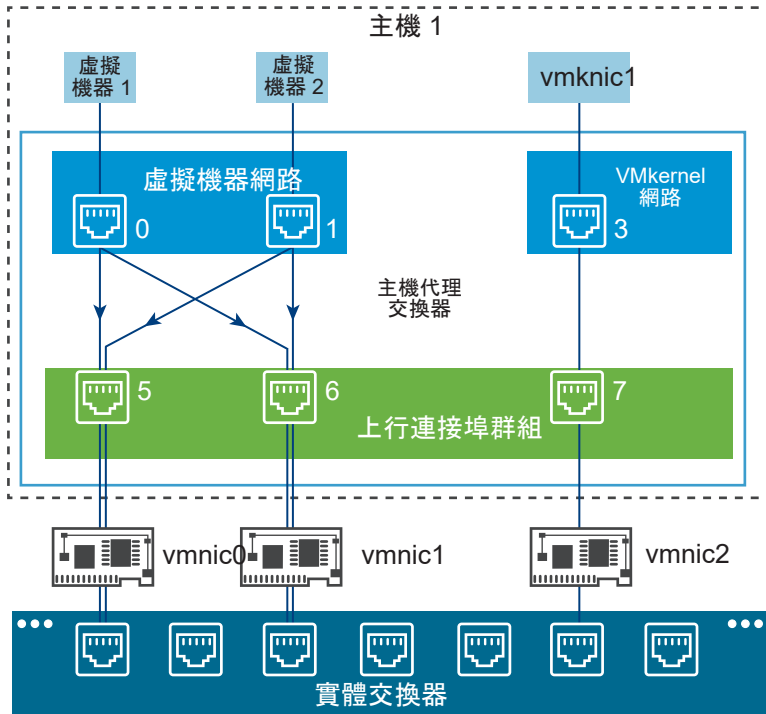 主機 1
虛擬
機器 1
虛擬
機器 2
vmknic1
虛擬機器網路
VMkernel
網路
0
1
3
主機代理
交換器
5
6
7
上行連接埠群組
vmnic0
vmnic1
vmnic2
實體交換器